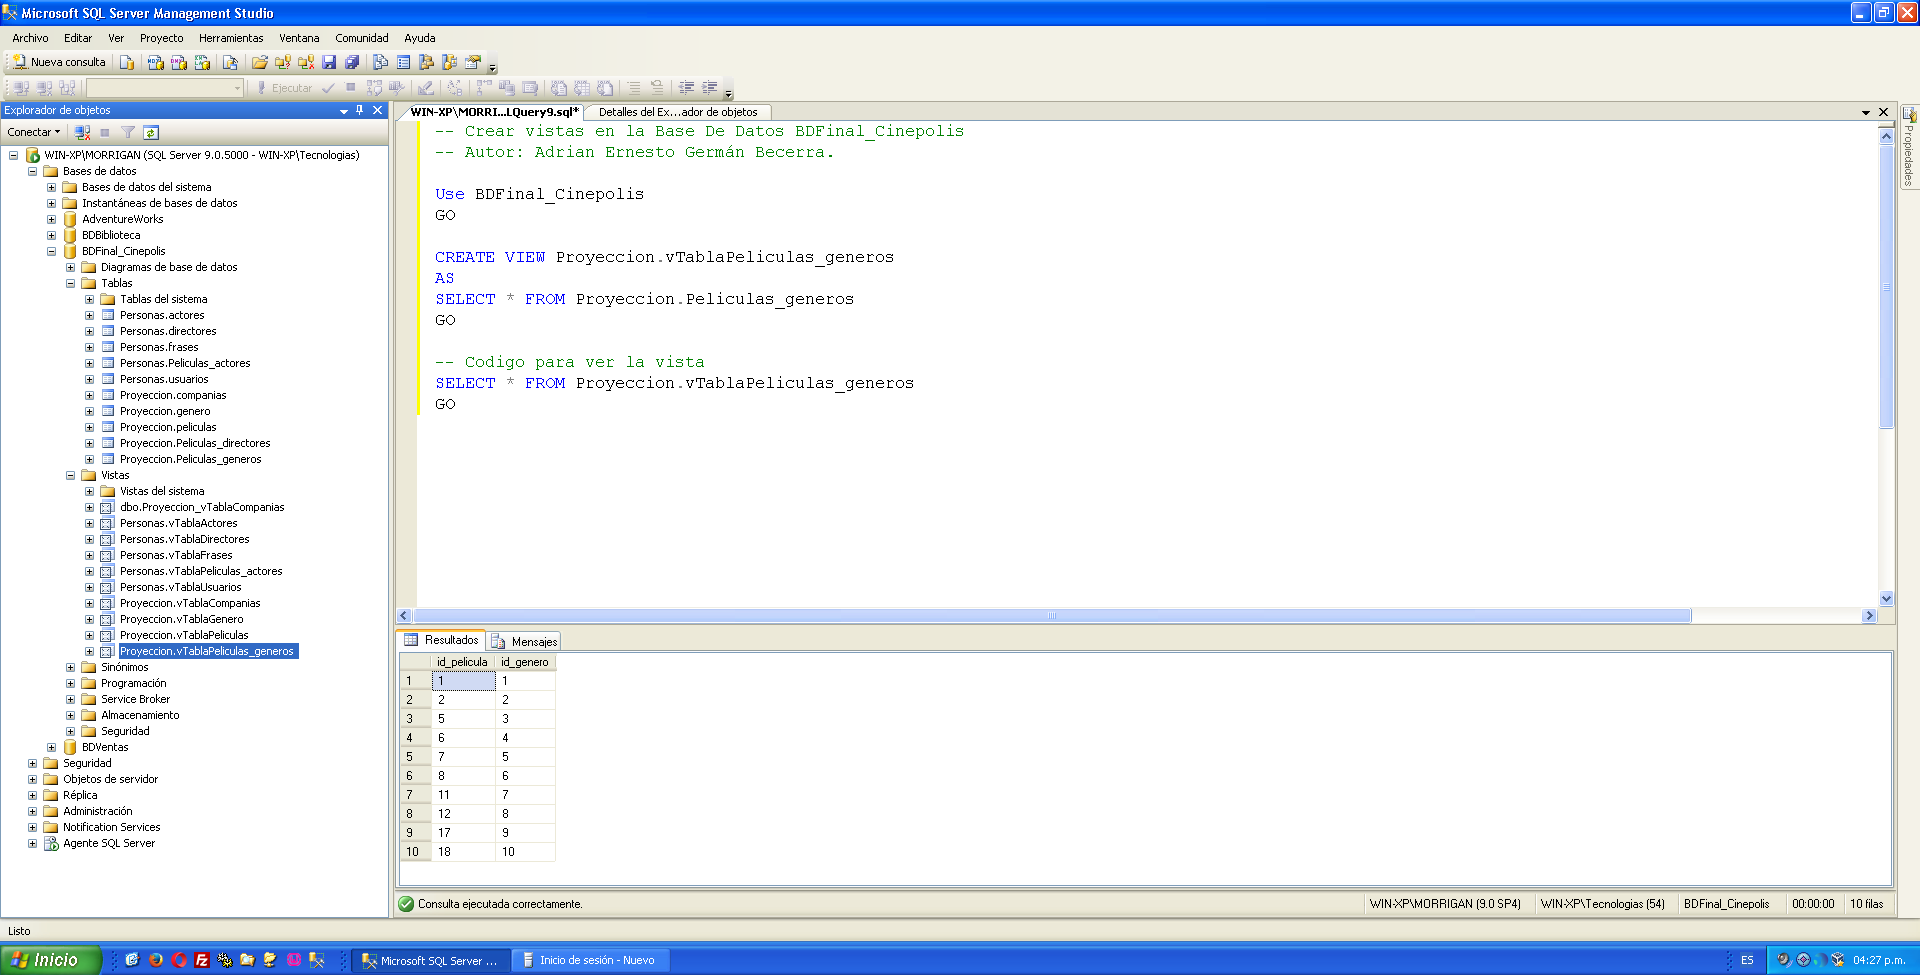 Microsoft SQL Server Management Studio
Archivo Editar Ver Proyecto Herramientas Ventana Comunidad Ayuda
Nueva consulta
Ejecutar
Explorador de objetos
Conectar
WIN-XP\MORRIGAN (SQL Server 9.0.5000 - WIN-XP\Tecnologias)
Bases de datos
Bases de datos del sistema
Instantáneas de bases de datos
AdventureWorks
BDBiblioteca
BDFinal_Cinepolis
Diagramas de base de datos
Tablas
Tablas del sistema
Personas.actores
Personas.directores
Personas.frases
Personas.Peliculas_actores
Personas.usuarios
Proyeccion.companias
Proyeccion.genero
Proyeccion.peliculas
Proyeccion.Peliculas_directores
Proyeccion.Peliculas_generos
Vistas
Vistas del sistema
dbo.Proyeccion_vTablaCompanias
Personas.vTablaActores
Personas.vTablaDirectores
Personas.vTablaFrases
Personas.vTablaPeliculas_actores
Personas.vTablaUsuarios
Proyeccion.vTablaCompanias
Proyeccion.vTablaGenero
Proyeccion.vTablaPeliculas
Proyeccion.vTablaPeliculas_generos
Sinónimos
Programación
Service Broker
Almacenamiento
Seguridad
BDVentas
Seguridad
Objetos de servidor
Réplica
Administración
Notification Services
Agente SQL Server
WIN-XP\MORRI...LQuery9.sql* Detalles del Ex...ador de objetos
-- Crear vistas en la Base De Datos BDFinal_Cinepolis
-- Autor: Adrian Ernesto Germán Becerra.
Use BDFinal_Cinepolis
GO
CREATE VIEW Proyeccion.vTablaPeliculas_generos
AS
SELECT * FROM Proyeccion.Peliculas_generos
GO
-- Codigo para ver la vista
SELECT * FROM Proyeccion.vTablaPeliculas_generos
GO
Propiedades
Resultados Mensajes
id_pelicula id_genero
1 1 1
2 2 2
3 5 3
4 6 4
5 7 5
6 8 6
7 11 7
8 12 8
9 17 9
10 18 10
Consulta ejecutada correctamente. WIN-XP\MORRIGAN (9.0 SP4) WIN-XP\Tecnologias (54) BDFinal_Cinepolis 00:00:00 10 filas
Listo
Inicio Microsoft SQL Server ... Inicio de sesión - Nuevo ES 04:27 p.m.